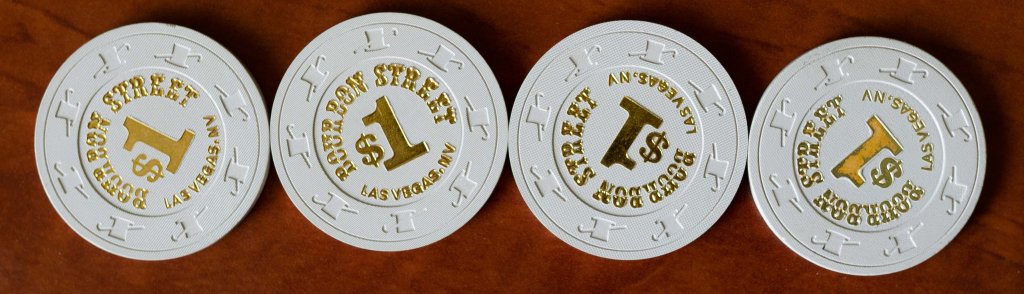 BOURBON STREET
$1
LAS VEGAS, NV
BOURBON STREET
$1
LAS VEGAS, NV
BOURBON STREET
$1
LAS VEGAS, NV
BOURBON STREET
$1
LAS VEGAS, NV